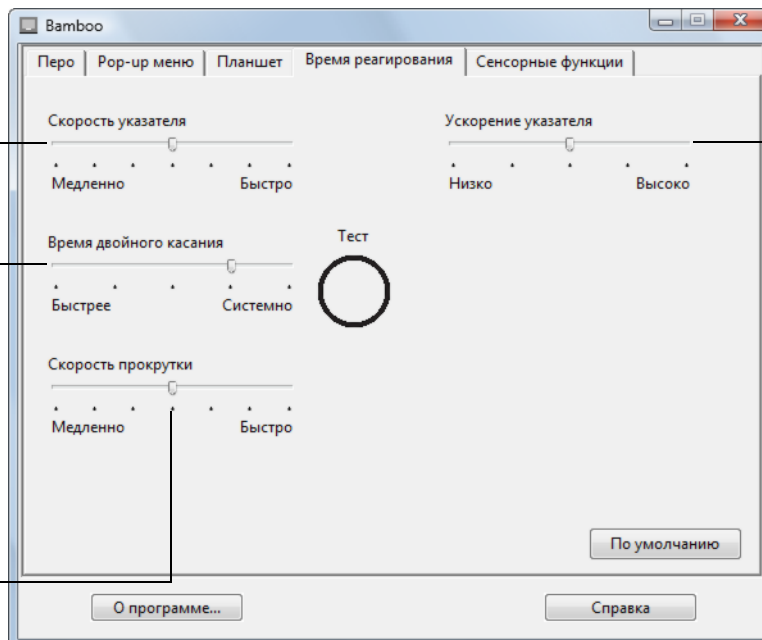 Bamboo
Перо Pop-up меню Планшет Время реагирования Сенсорные функции
Скорость указателя Ускорение указателя
Медленно Быстро Низко Высоко
Время двойного касания Тест
Быстрее Системно
Скорость прокрутки
Медленно Быстро
По умолчанию
О программе... Справка